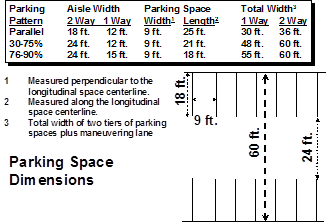 Parking Aisle Width Parking Space Total Width³
Pattern 2 Way 1 Way Width¹ Length² 1 Way 2 Way
Parallel 18 ft. 12 ft. 9 ft. 25 ft. 30 ft. 36 ft.
30-75% 24 ft. 12 ft. 9 ft. 21 ft. 48 ft. 60 ft.
76-90% 24 ft. 15 ft. 9 ft. 18 ft. 55 ft. 60 ft.
1 Measured perpendicular to the
longitudinal space centerline.
2 Measured along the longitudinal
space centerline.
3 Total width of two tiers of parking
spaces plus maneuvering lane
Parking Space
Dimensions
18 ft.
9 ft.
60 ft.
24 ft.